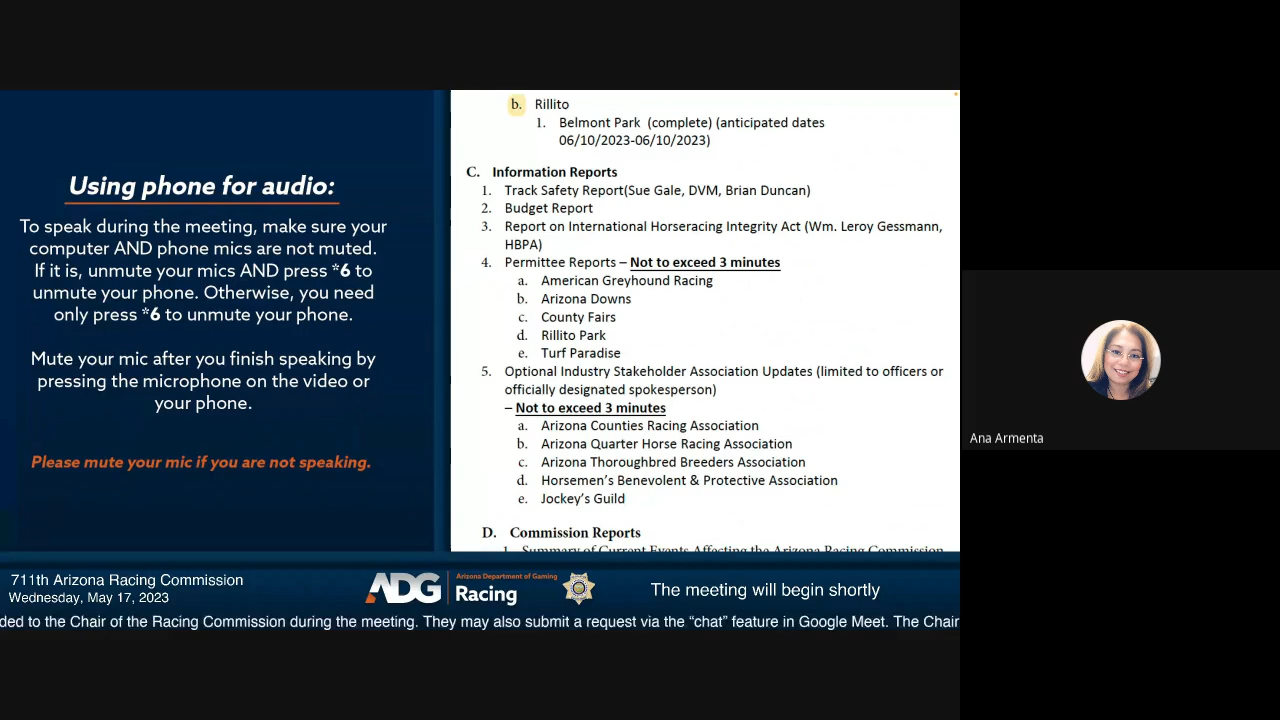 Using phone for audio:
To speak during the meeting, make sure your
computer AND phone mics are not muted.
If it is, unmute your mics AND press *6 to
unmute your phone. Otherwise, you need
only press *6 to unmute your phone.
Mute your mic after you finish speaking by
pressing the microphone on the video or
your phone.
Please mute your mic if you are not speaking.
b. Rillito
1. Belmont Park (complete) (anticipated dates
06/10/2023-06/10/2023)
C. Information Reports
1. Track Safety Report(Sue Gale, DVM, Brian Duncan)
2. Budget Report
3. Report on International Horseracing Integrity Act (Wm. Leroy Gessmann,
HBPA)
4. Permittee Reports – Not to exceed 3 minutes
a. American Greyhound Racing
b. Arizona Downs
c. County Fairs
d. Rillito Park
e. Turf Paradise
5. Optional Industry Stakeholder Association Updates (limited to officers or
officially designated spokesperson)
– Not to exceed 3 minutes
a. Arizona Counties Racing Association
b. Arizona Quarter Horse Racing Association
c. Arizona Thoroughbred Breeders Association
d. Horsemen's Benevolent & Protective Association
e. Jockey's Guild
D. Commission Reports
1. Summary of Current Events Affecting the Arizona Racing Commission
Ana Armenta
711th Arizona Racing Commission
Wednesday, May 17, 2023
ADG
Arizona Department of Gaming
Racing
The meeting will begin shortly
ded to the Chair of the Racing Commission during the meeting. They may also submit a request via the “chat” feature in Google Meet. The Chair